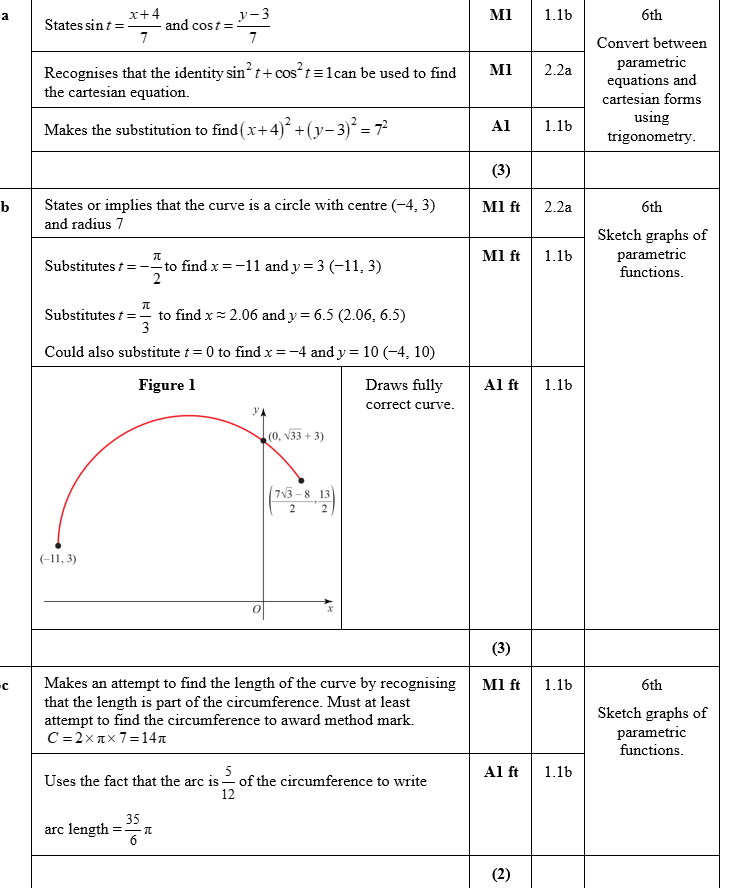 a
States sin t = x+4/7 and cos t = y−3/7
M1
1.1b
6th
Convert between
parametric
equations and
cartesian forms
using
trigonometry.
Recognises that the identity sin² t + cos² t ≡ 1can be used to find
the cartesian equation.
M1
2.2a
Makes the substitution to find (x+4)² + (y−3)² = 7²
A1
1.1b
(3)
b
States or implies that the curve is a circle with centre (−4, 3)
and radius 7
M1 ft
2.2a
6th
Sketch graphs of
parametric
functions.
Substitutes t = −π/2 to find x = −11 and y = 3 (−11, 3)
Substitutes t = π/3 to find x ≈ 2.06 and y = 6.5 (2.06, 6.5)
Could also substitute t = 0 to find x = −4 and y = 10 (−4, 10)
M1 ft
1.1b
Figure 1
y
(0, √33 + 3)
(7√3 − 8/2, 13/2)
(−11, 3)
O
x
Draws fully
correct curve.
A1 ft
1.1b
(3)
c
Makes an attempt to find the length of the curve by recognising
that the length is part of the circumference. Must at least
attempt to find the circumference to award method mark.
C = 2 × π × 7 = 14π
M1 ft
1.1b
6th
Sketch graphs of
parametric
functions.
Uses the fact that the arc is 5/12 of the circumference to write
arc length = 35/6 π
A1 ft
1.1b
(2)